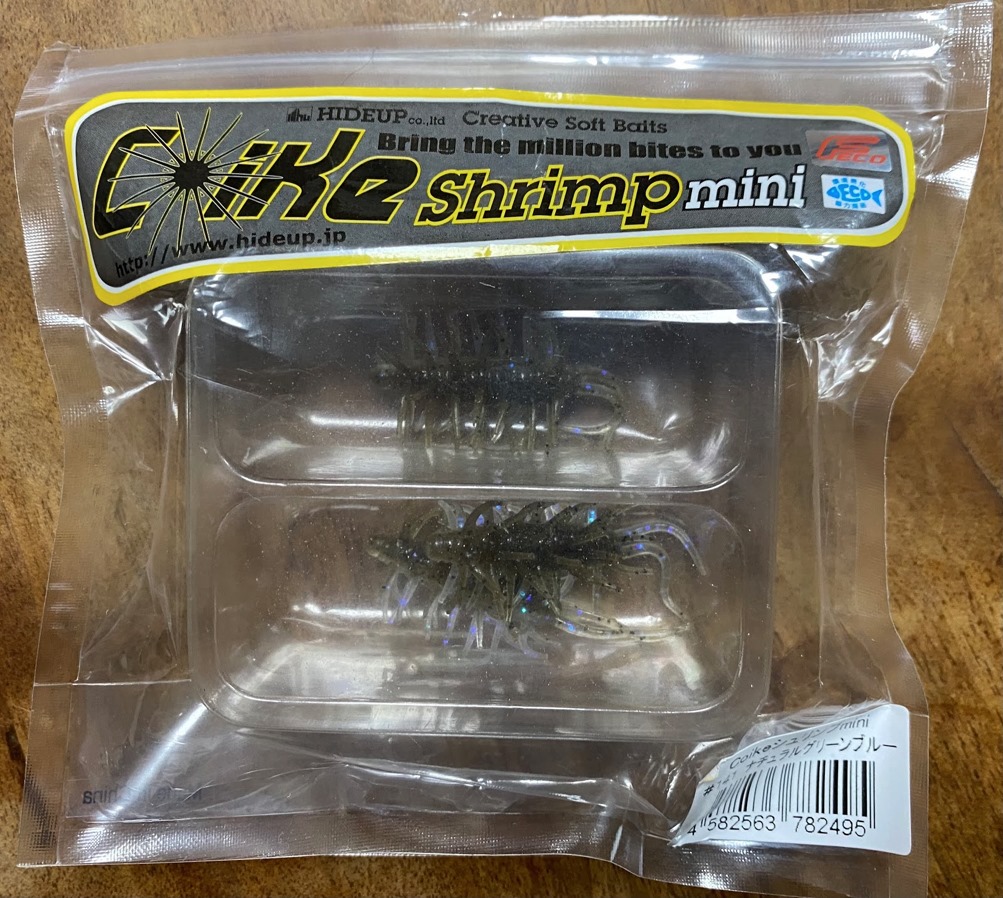 HIDEUP co.,ltd Creative Soft Baits
Bring the million bites to you
Coike Shrimp mini
FECO
http://www.hideup.jp
Coikeシュリンプmini
#147 ナチュラルグリーンブルー
4 582563 782495